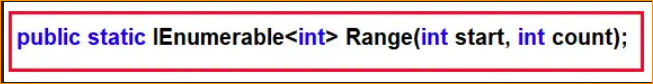 public static IEnumerable<int> Range(int start, int count);